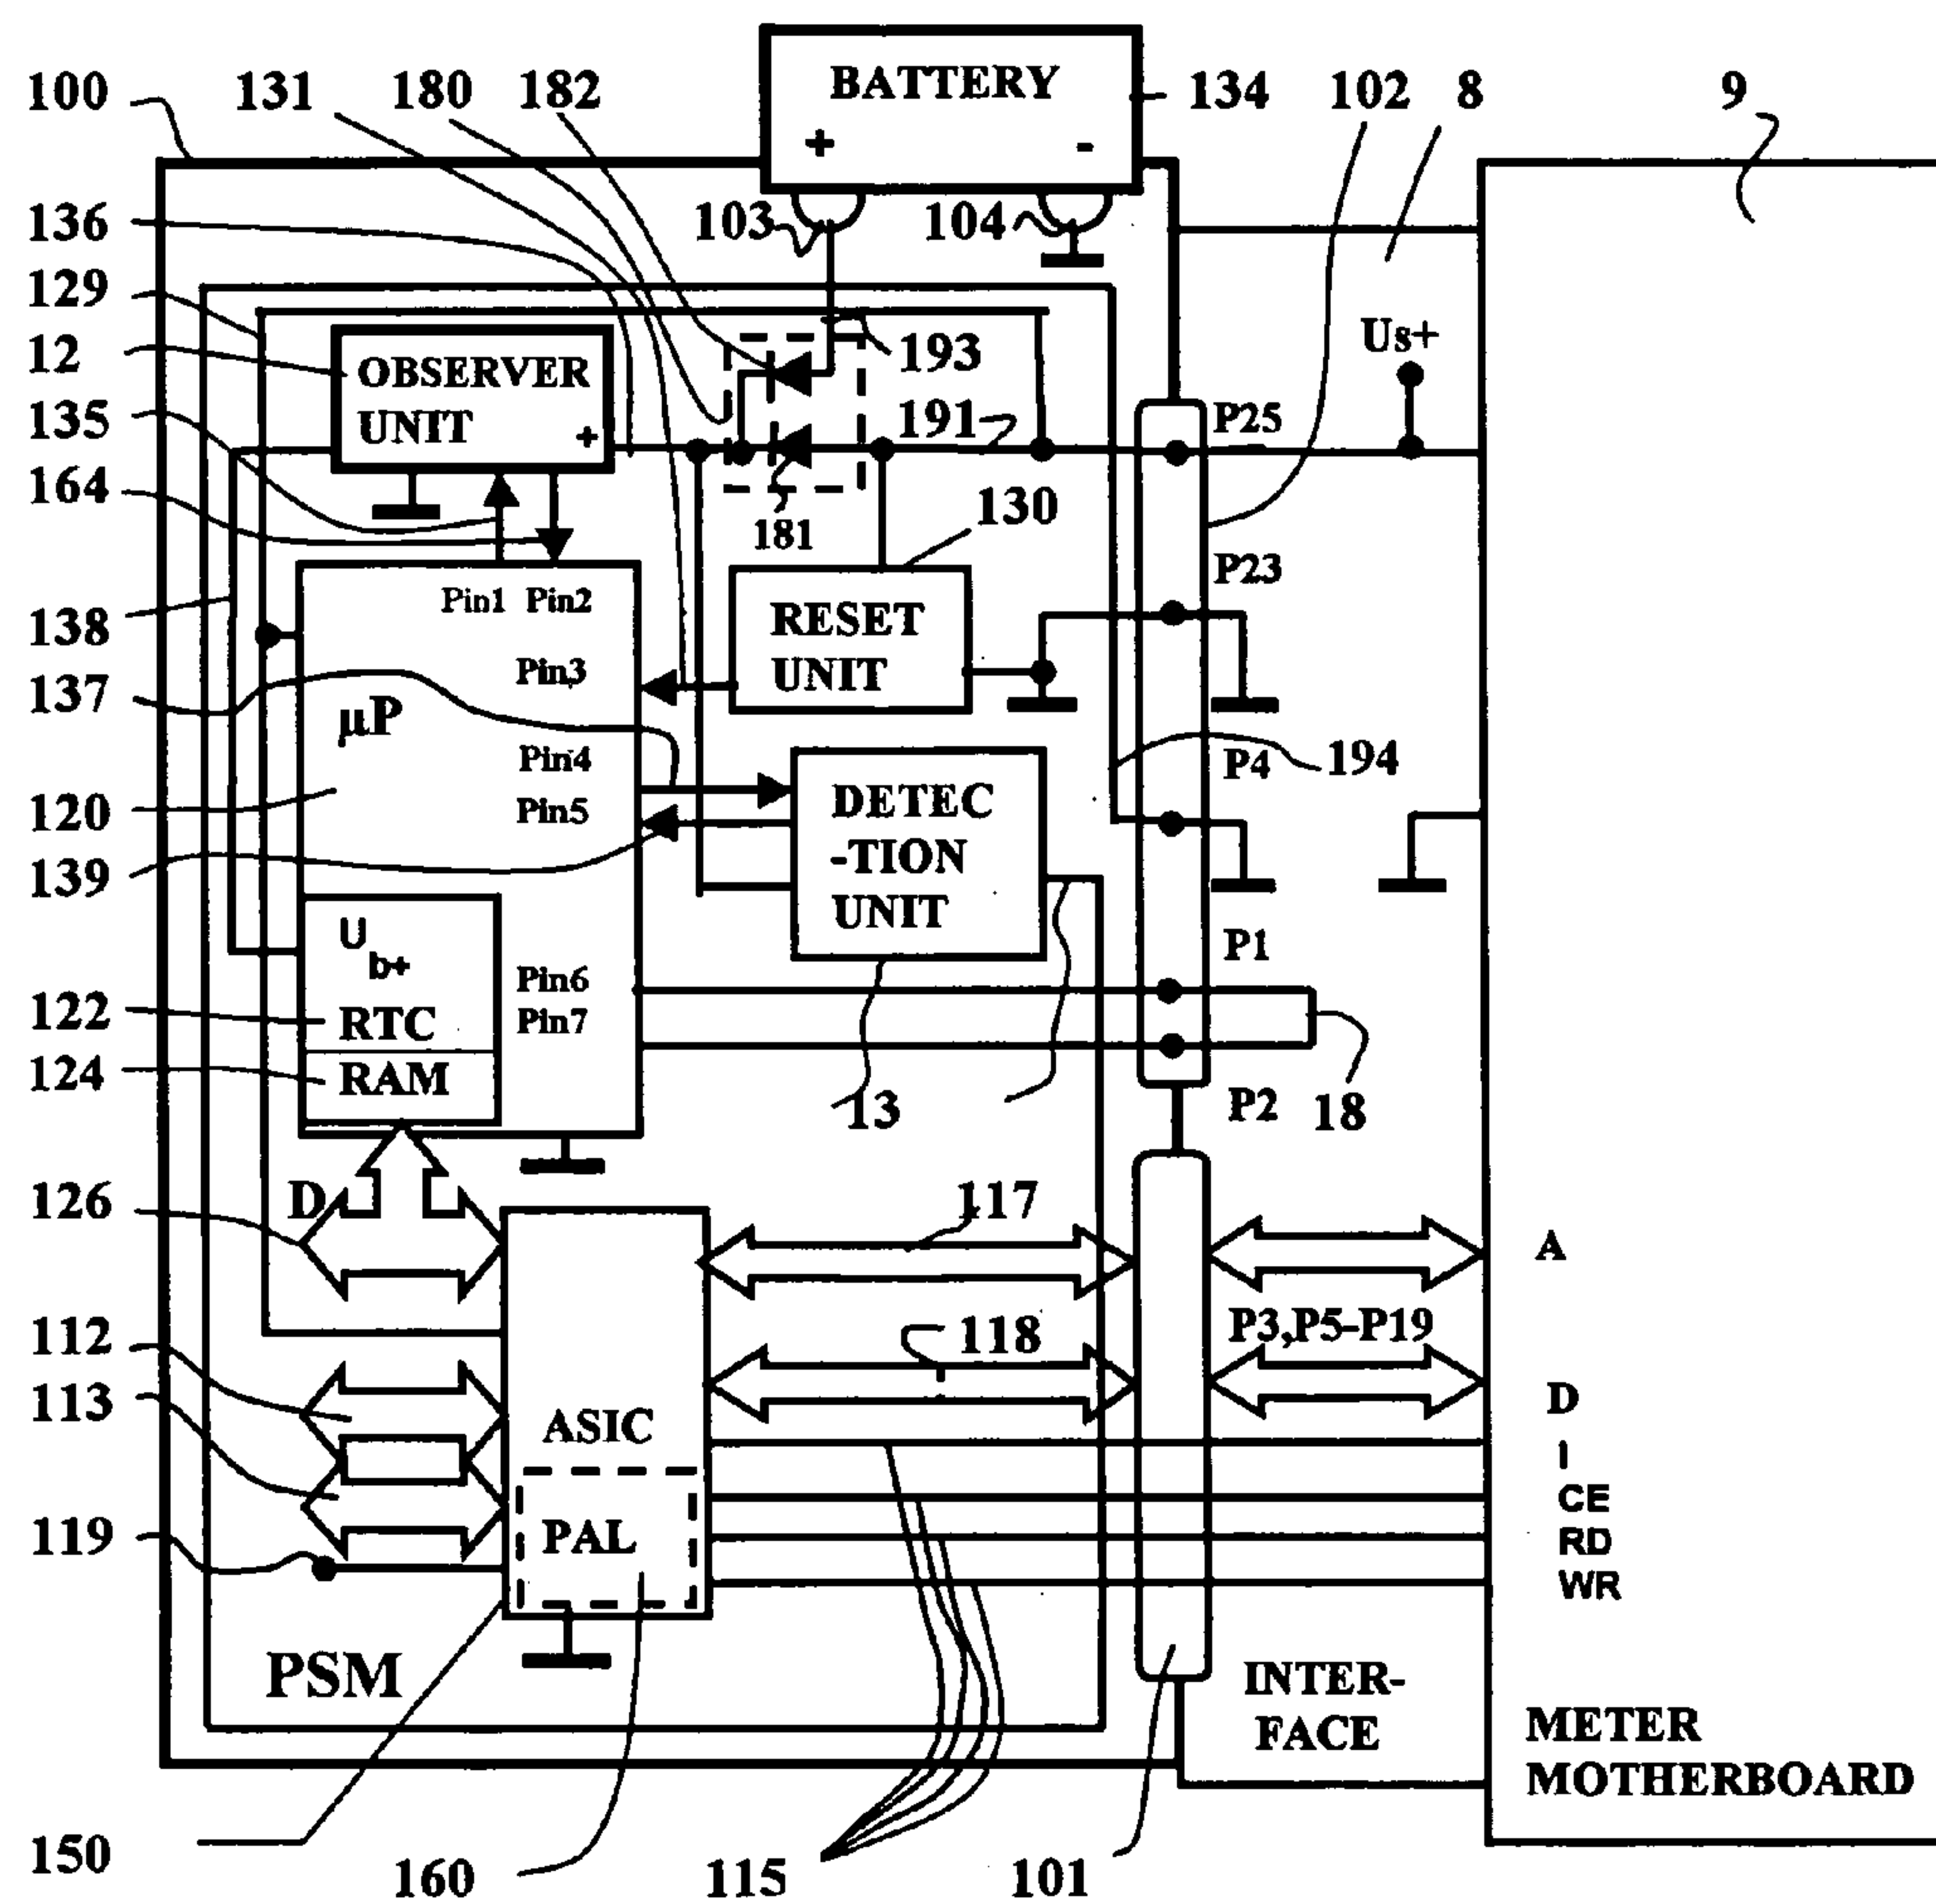 100
131
180
182
BATTERY
134
102
8
9
+
-
136
103
104
129
Us+
12
OBSERVER
193
135
UNIT
+
191
P25
164
181
130
P23
Pin1 Pin2
138
RESET
Pin3
UNIT
137
µP
Pin4
P4
194
120
Pin5
DETEC
-TION
139
UNIT
U
b+
P1
Pin6
122
RTC
Pin7
124
RAM
13
P2
18
126
D
117
A
112
118
P3,P5-P19
113
D
ASIC
I
CE
119
PAL
RD
WR
PSM
INTER-
FACE
METER
MOTHERBOARD
150
160
115
101